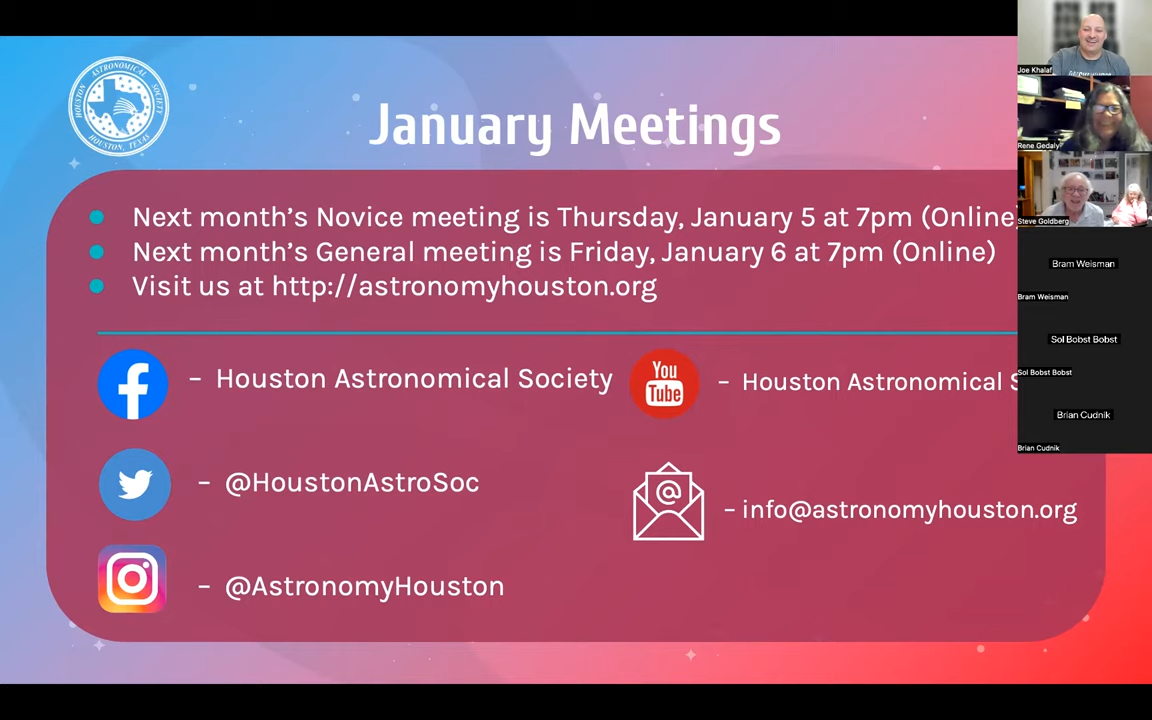 HOUSTON ASTRONOMICAL SOCIETY
HOUSTON, TEXAS
January Meetings
Next month's Novice meeting is Thursday, January 5 at 7pm (Online
Next month's General meeting is Friday, January 6 at 7pm (Online)
Visit us at http://astronomyhouston.org
– Houston Astronomical Society
You
Tube
– Houston Astronomical S
– @HoustonAstroSoc
@
– info@astronomyhouston.org
– @AstronomyHouston
Joe Khalaf
Rene Gedaly
Steve Goldberg
Bram Weisman
Bram Weisman
Sol Bobst Bobst
Sol Bobst Bobst
Brian Cudnik
Brian Cudnik